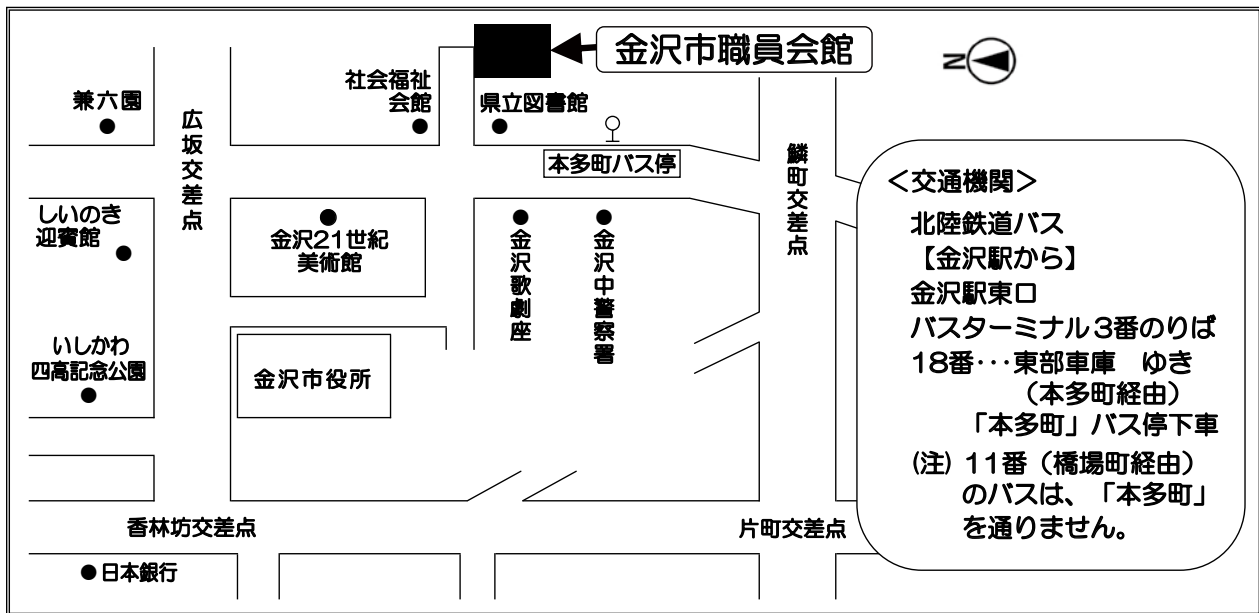 金沢市職員会館
N
社会福祉
会館
県立図書館
兼六園
広坂交差点
本多町バス停
鱗町交差点
しいのき
迎賓館
金沢21世紀
美術館
金沢歌劇座
金沢中警察署
いしかわ
四高記念公園
金沢市役所
香林坊交差点
片町交差点
日本銀行
＜交通機関＞
北陸鉄道バス
【金沢駅から】
金沢駅東口
バスターミナル3番のりば
18番･･･東部車庫　ゆき
（本多町経由）
「本多町」バス停下車
(注) 11番（橋場町経由）
のバスは、「本多町」
を通りません。